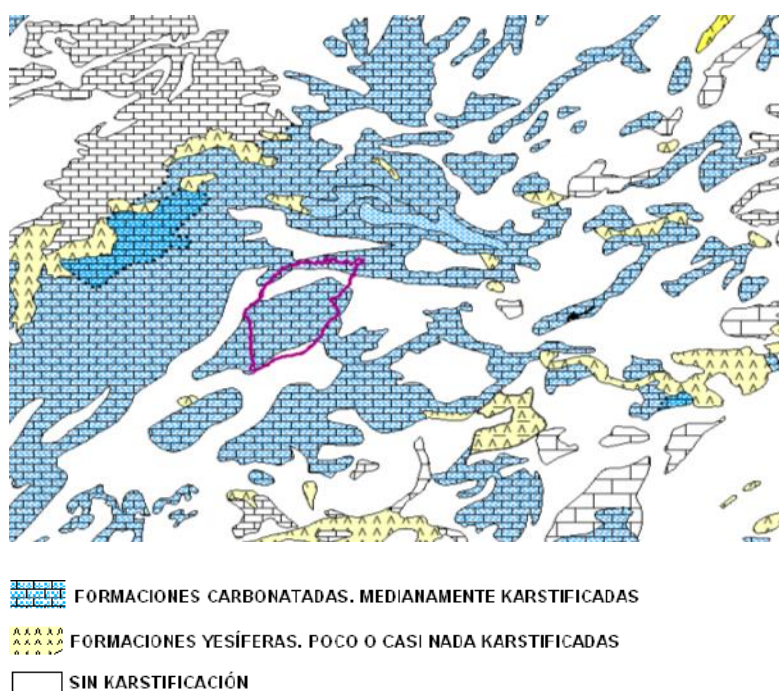 FORMACIONES CARBONATADAS. MEDIANAMENTE KARSTIFICADAS
FORMACIONES YESÍFERAS. POCO O CASI NADA KARSTIFICADAS
SIN KARSTIFICACIÓN